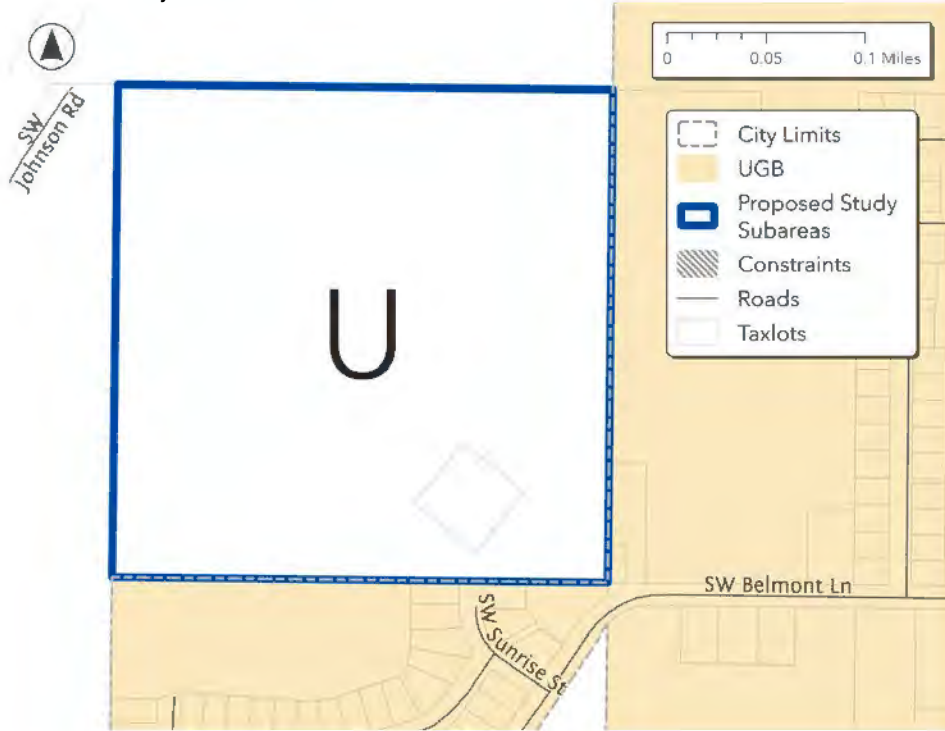 0 0.05 0.1 Miles
SW
Johnson Rd
City Limits
UGB
Proposed Study
Subareas
Constraints
Roads
Taxlots
U
SW Belmont Ln
SW Sunrise St